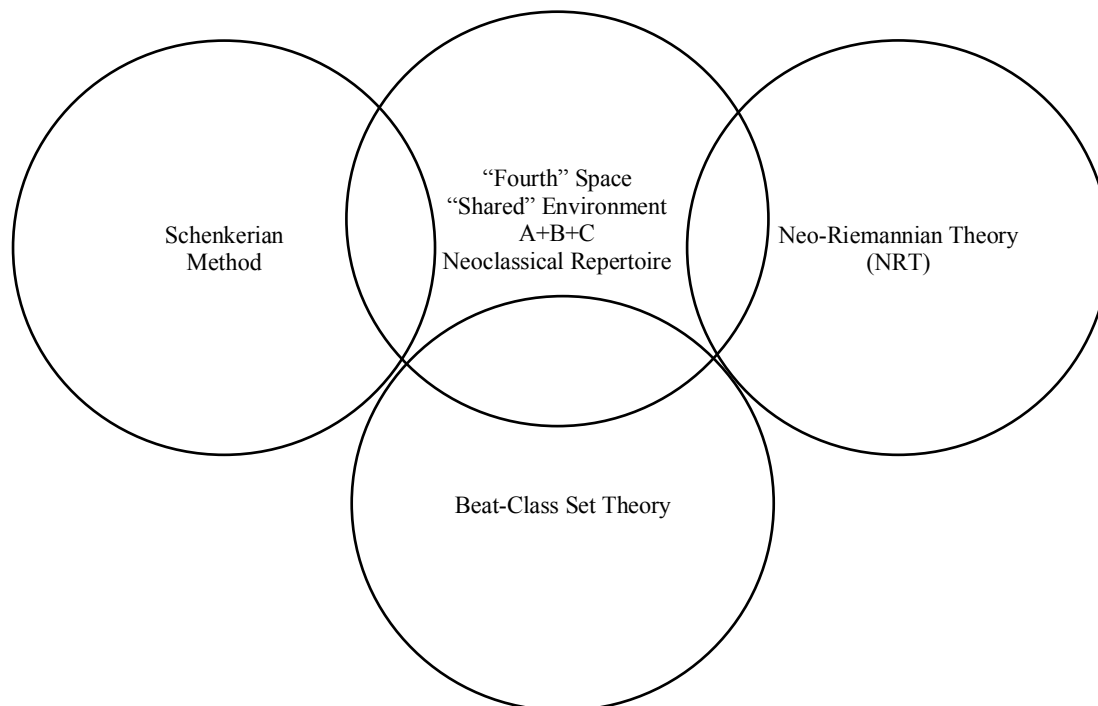 “Fourth” Space
“Shared” Environment
A+B+C
Neoclassical Repertoire
Schenkerian
Method
Neo-Riemannian Theory
(NRT)
Beat-Class Set Theory